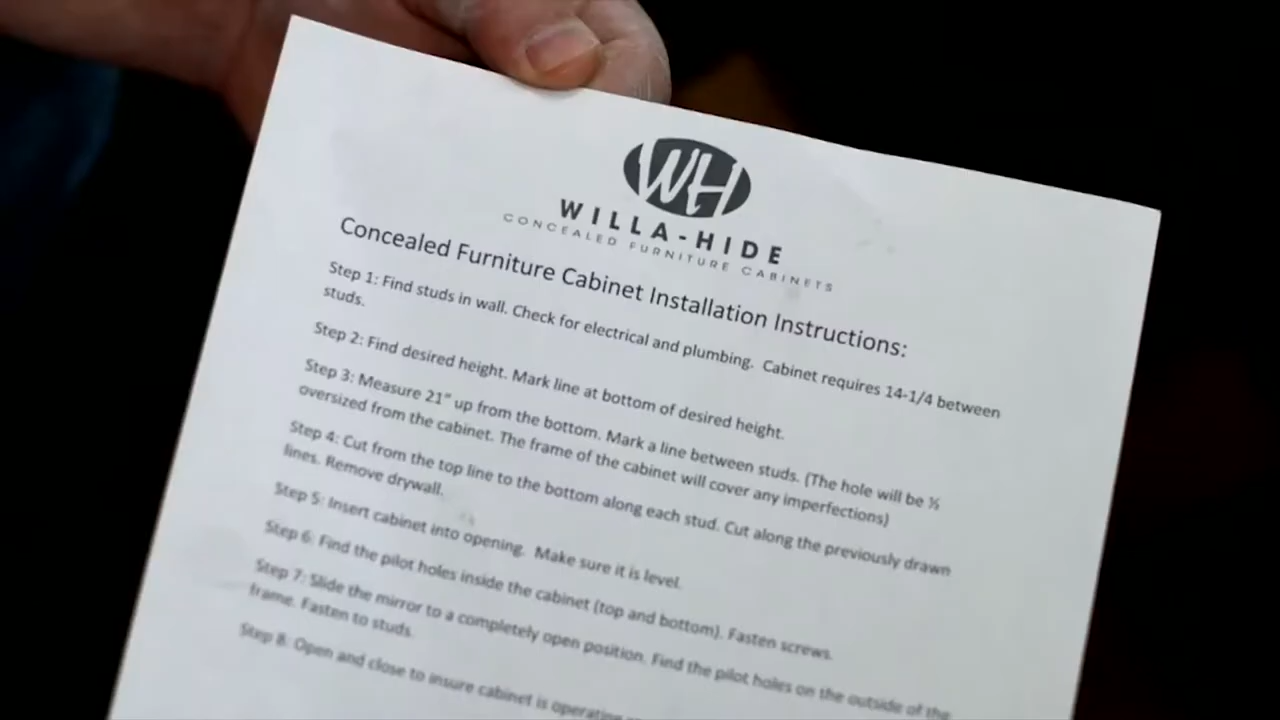 WH
WILLA-HIDE
CONCEALED FURNITURE CABINETS
Concealed Furniture Cabinet Installation Instructions:
Step 1: Find studs in wall. Check for electrical and plumbing.  Cabinet requires 14-1/4 between
studs.
Step 2: Find desired height. Mark line at bottom of desired height.
Step 3: Measure 21" up from the bottom. Mark a line between studs. (The hole will be
oversized from the cabinet. The frame of the cabinet will cover any imperfections)
Step 4: Cut from the top line to the bottom along each stud. Cut along the previously drawn
lines. Remove drywall.
Step 5: Insert cabinet into opening.  Make sure it is level.
Step 6: Find the pilot holes inside the cabinet (top and bottom). Fasten screws.
Step 7: Slide the mirror to a completely open position. Find the pilot holes on the outside of the
frame. Fasten to studs.
Step 8. Open and close to insure cabinet is operating